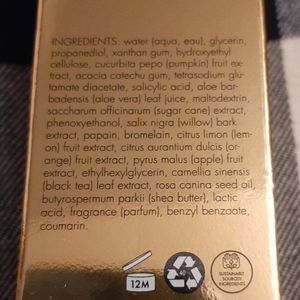 INGREDIENTS: water (aqua, eau), glycerin,
propanediol, xanthan gum, hydroxyethyl
cellulose, cucurbita pepo (pumpkin) fruit ex-
tract, acacia catechu gum, tetrasodium glu-
tamate diacetate, salicylic acid, aloe bar-
badensis (aloe vera) leaf juice, maltodextrin,
saccharum officinarum (sugar cane) extract,
phenoxyethanol, salix nigra (willow) bark
extract, papain, bromelain, citrus limon (lem-
on) fruit extract, citrus aurantium dulcis (or-
ange) fruit extract, pyrus malus (apple) fruit
extract, ethylhexylglycerin, camellia sinensis
(black tea) leaf extract, rosa canina seed oil,
butyrospermum parkii (shea butter), lactic
acid, fragrance (parfum), benzyl benzoate,
coumarin.
12M
SUSTAINABLY
SOURCED
INGREDIENTS